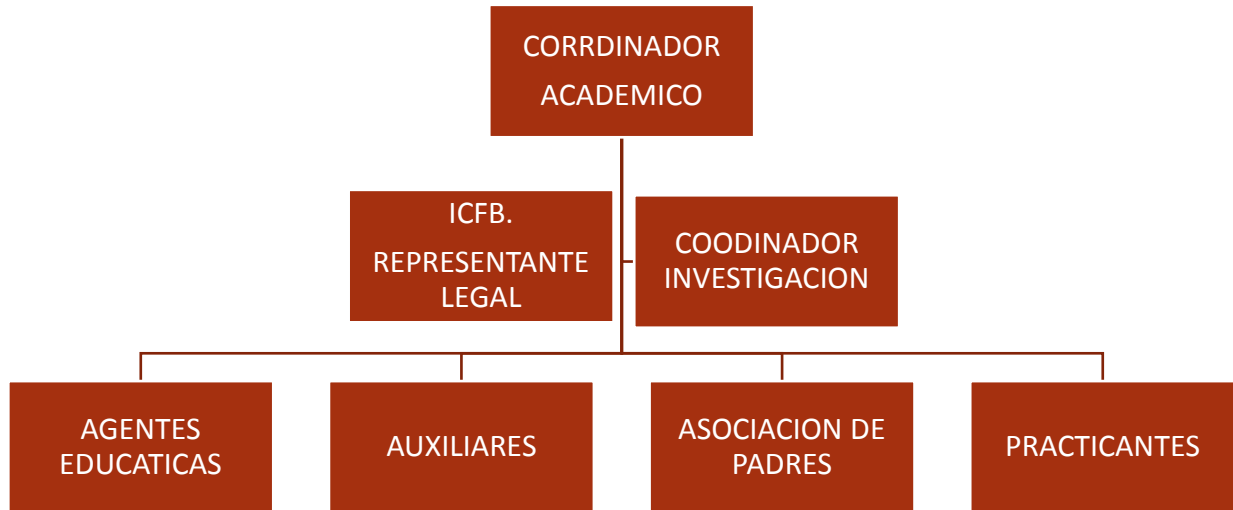 CORRDINADOR
ACADEMICO
ICFB.
REPRESENTANTE
LEGAL
COODINADOR
INVESTIGACION
AGENTES
EDUCATICAS
AUXILIARES
ASOCIACION DE
PADRES
PRACTICANTES